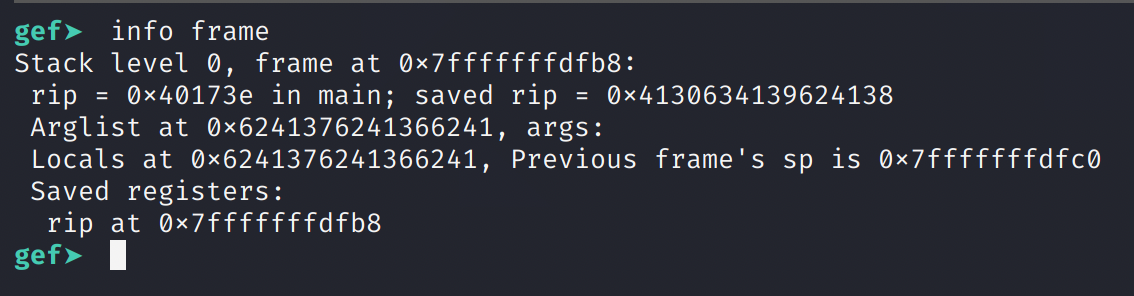 gef➤  info frame
Stack level 0, frame at 0x7fffffffdfb8:
 rip = 0x40173e in main; saved rip = 0x4130634139624138
 Arglist at 0x6241376241366241, args:
 Locals at 0x6241376241366241, Previous frame's sp is 0x7fffffffdfc0
 Saved registers:
  rip at 0x7fffffffdfb8
gef➤